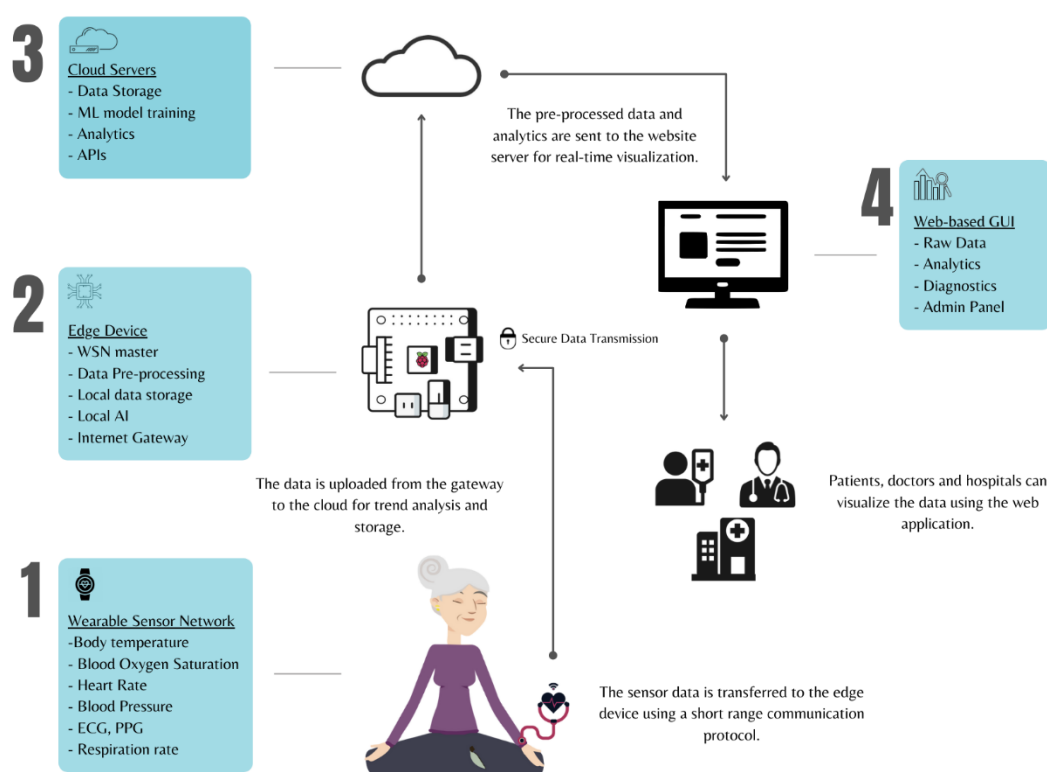 3
Cloud Servers
- Data Storage
- ML model training
- Analytics
- APIs
The pre-processed data and
analytics are sent to the website
server for real-time visualization.
4
Web-based GUI
- Raw Data
- Analytics
- Diagnostics
- Admin Panel
2
Edge Device
- WSN master
- Data Pre-processing
- Local data storage
- Local AI
- Internet Gateway
Secure Data Transmission
The data is uploaded from the gateway
to the cloud for trend analysis and
storage.
Patients, doctors and hospitals can
visualize the data using the web
application.
1
Wearable Sensor Network
-Body temperature
- Blood Oxygen Saturation
- Heart Rate
- Blood Pressure
- ECG, PPG
- Respiration rate
The sensor data is transferred to the edge
device using a short range communication
protocol.